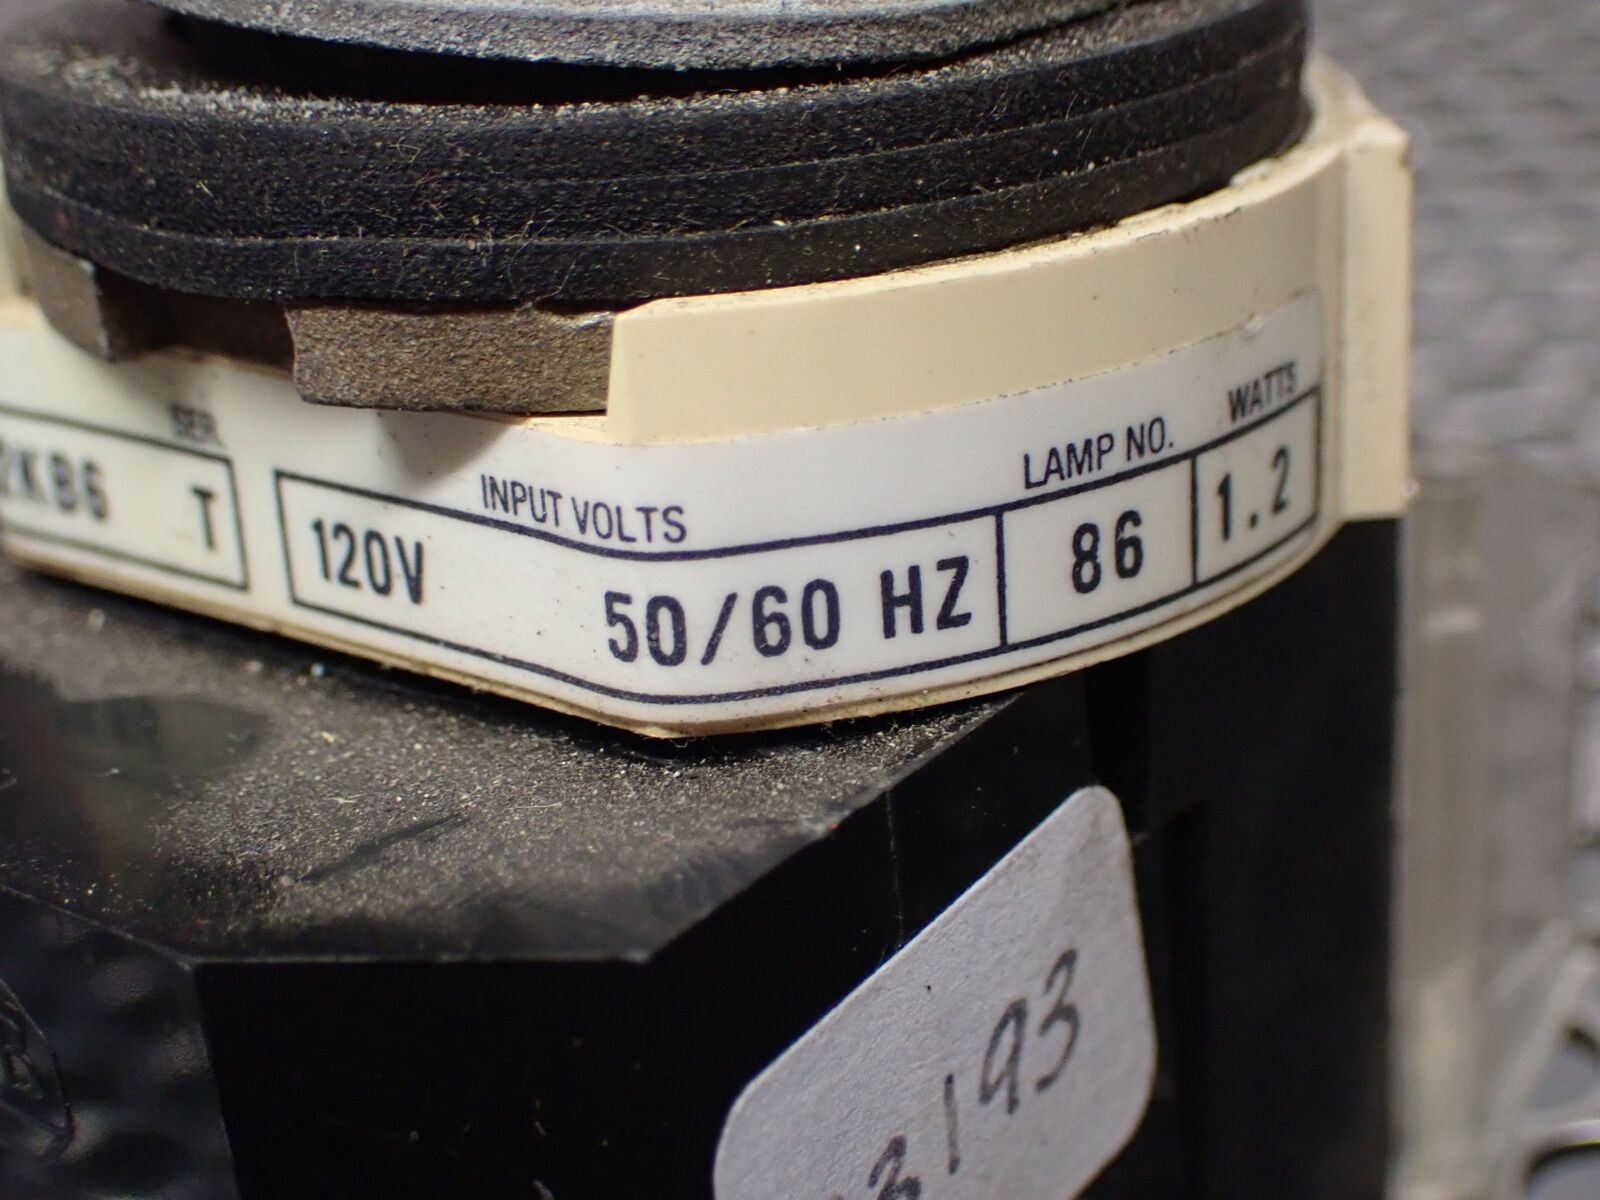 SER
2KB6 T
INPUT VOLTS
120V 50/60 HZ
LAMP NO.
86
WATTS
1.2
3193